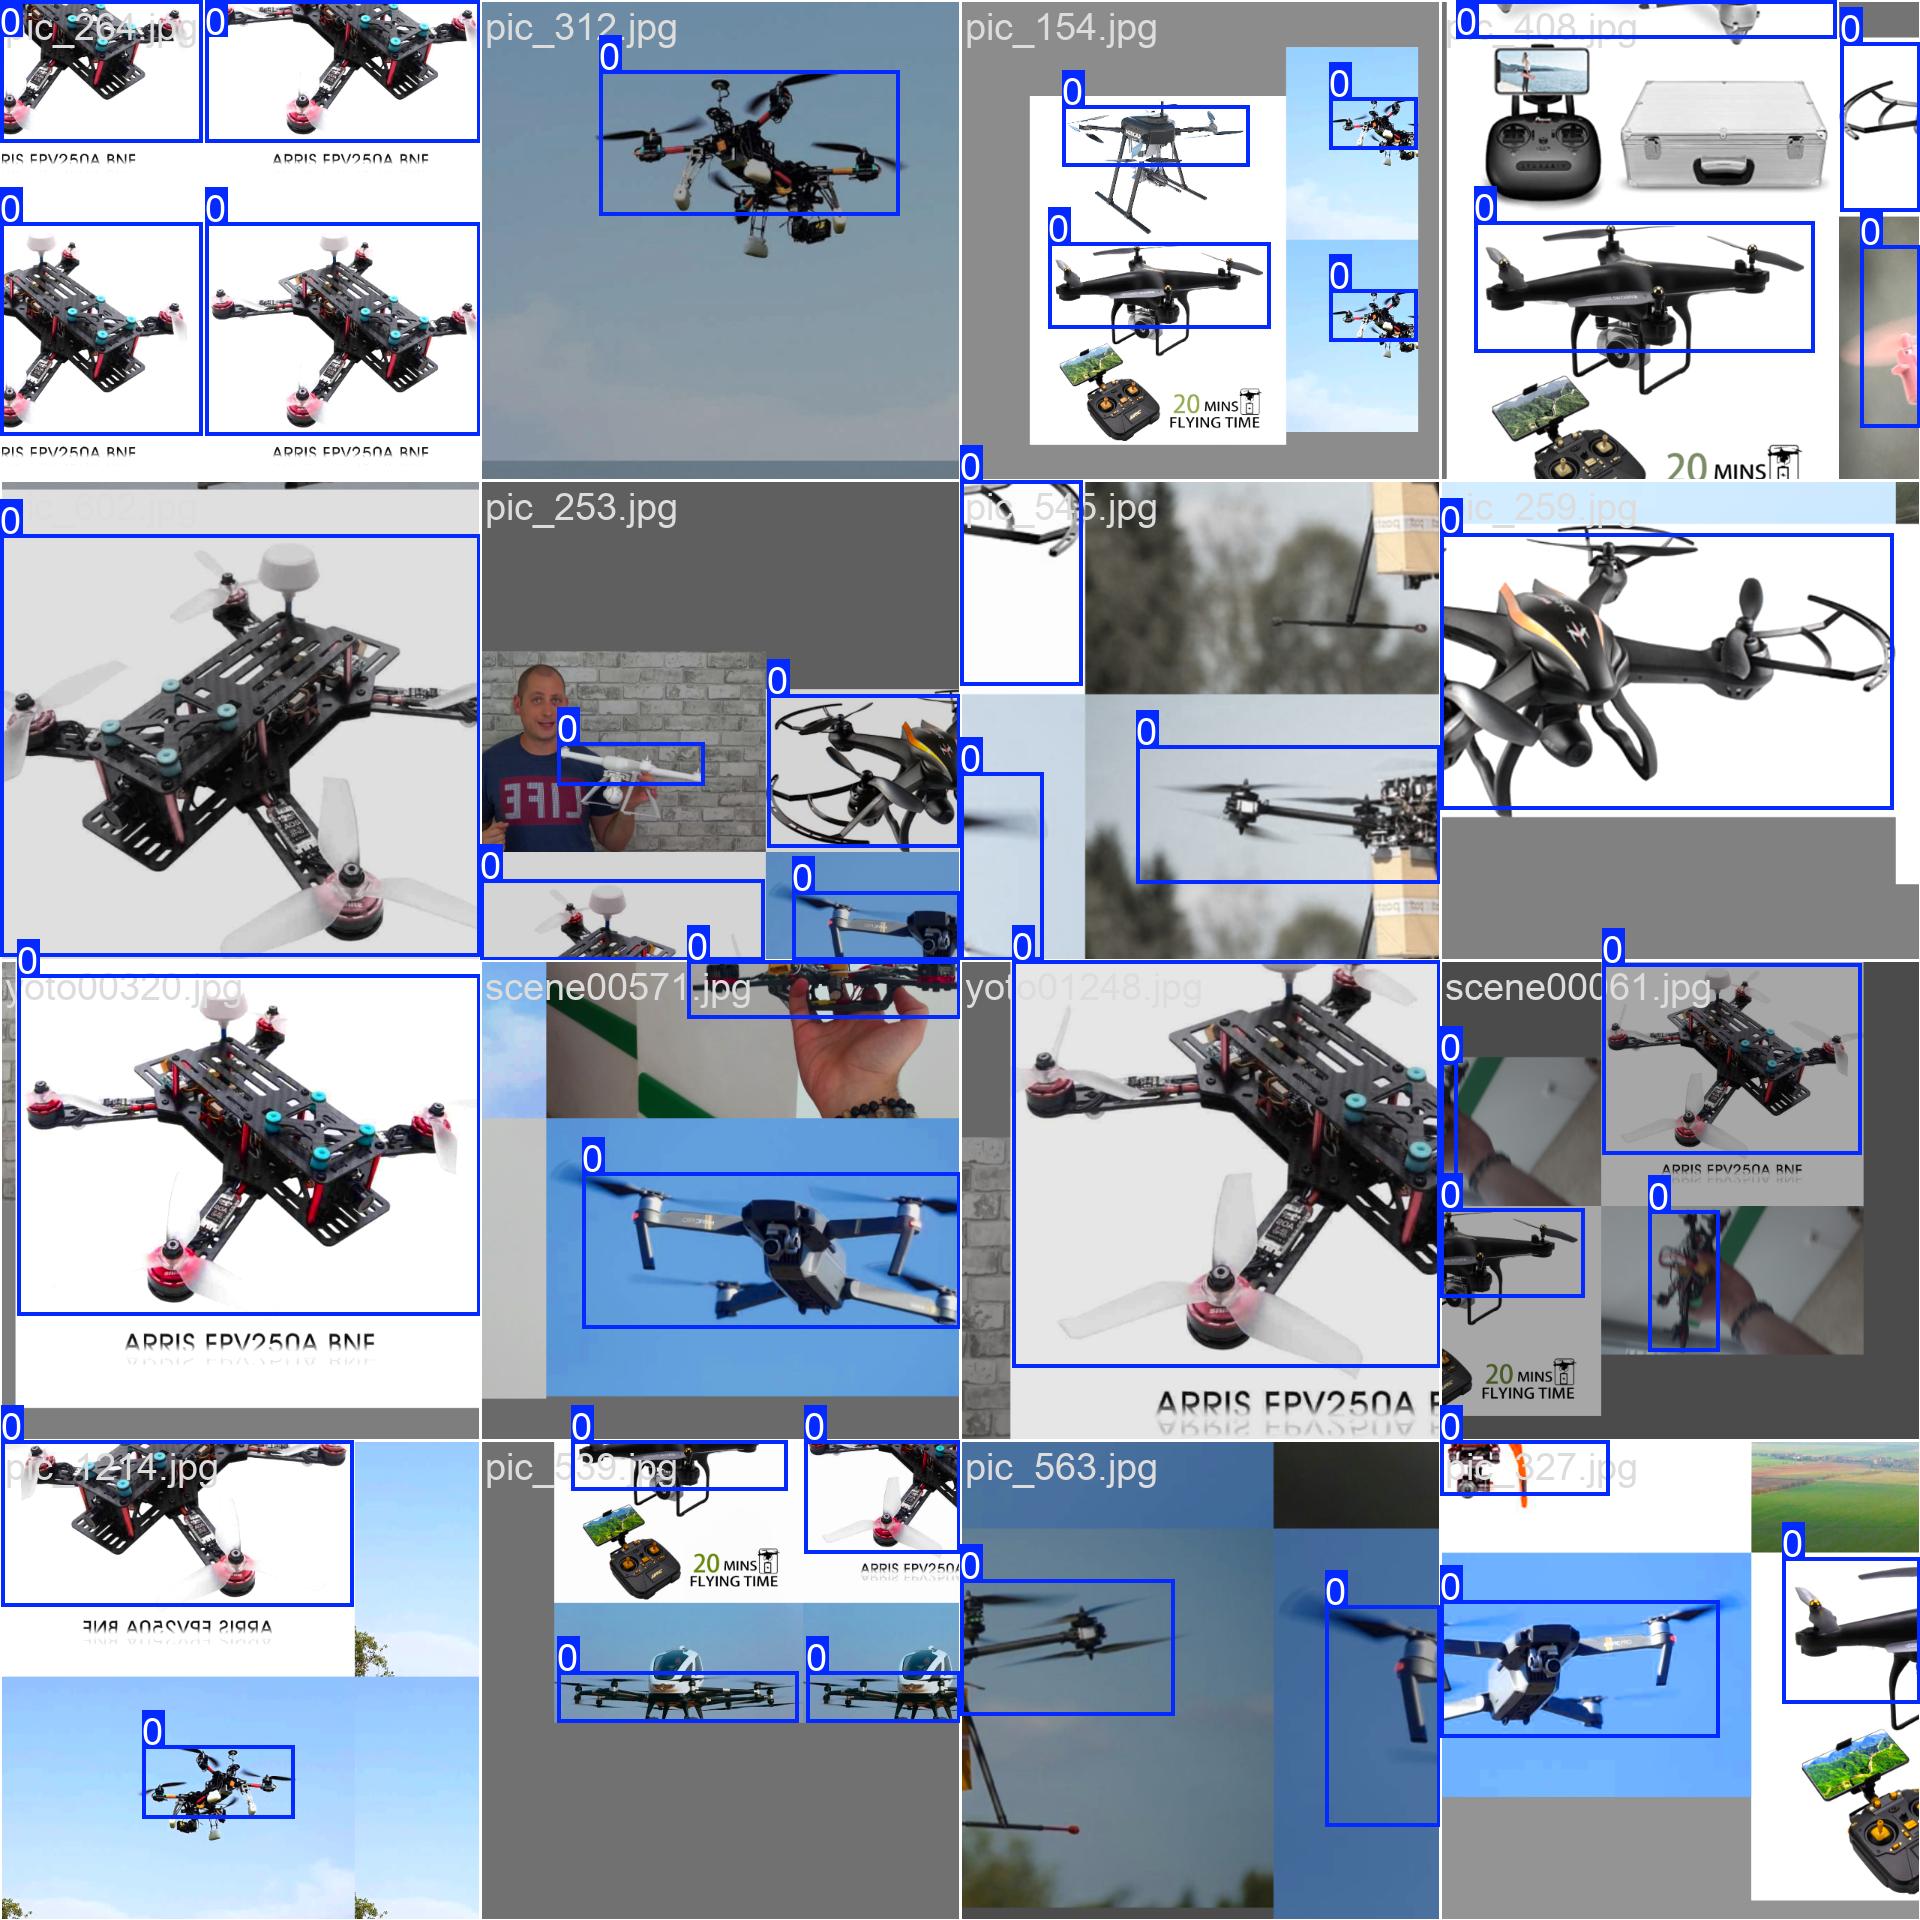 0 pic_264.jpg 0
ARRIS FPV250A BNF
0 0
RIS FPV250A BNF ARRIS FPV250A BNF
pic_312.jpg
0
pic_154.jpg
0 0
0 0
20 MINS
FLYING TIME
0 pic_408.jpg 0
0 0
20 MINS
0 pic_602.jpg
pic_253.jpg
0 0
LIFE
0 0
0 pic_545.jpg
0 0
0 pic_259.jpg
0 yoto00320.jpg
ARRIS FPV250A BNF
0 scene00571.jpg
0
0 yoto01248.jpg
ARRIS FPV250A
0 scene00061.jpg
0
ARRIS FPV250A BNF
0 0
20 MINS
FLYING TIME
0 pic_1214.jpg
ARRIS FPV250A BNF
0
0 pic_539.jpg 0
20 MINS
FLYING TIME
ARRIS FPV250A
0 0
pic_563.jpg
0 0
0 pic_327.jpg
0 0